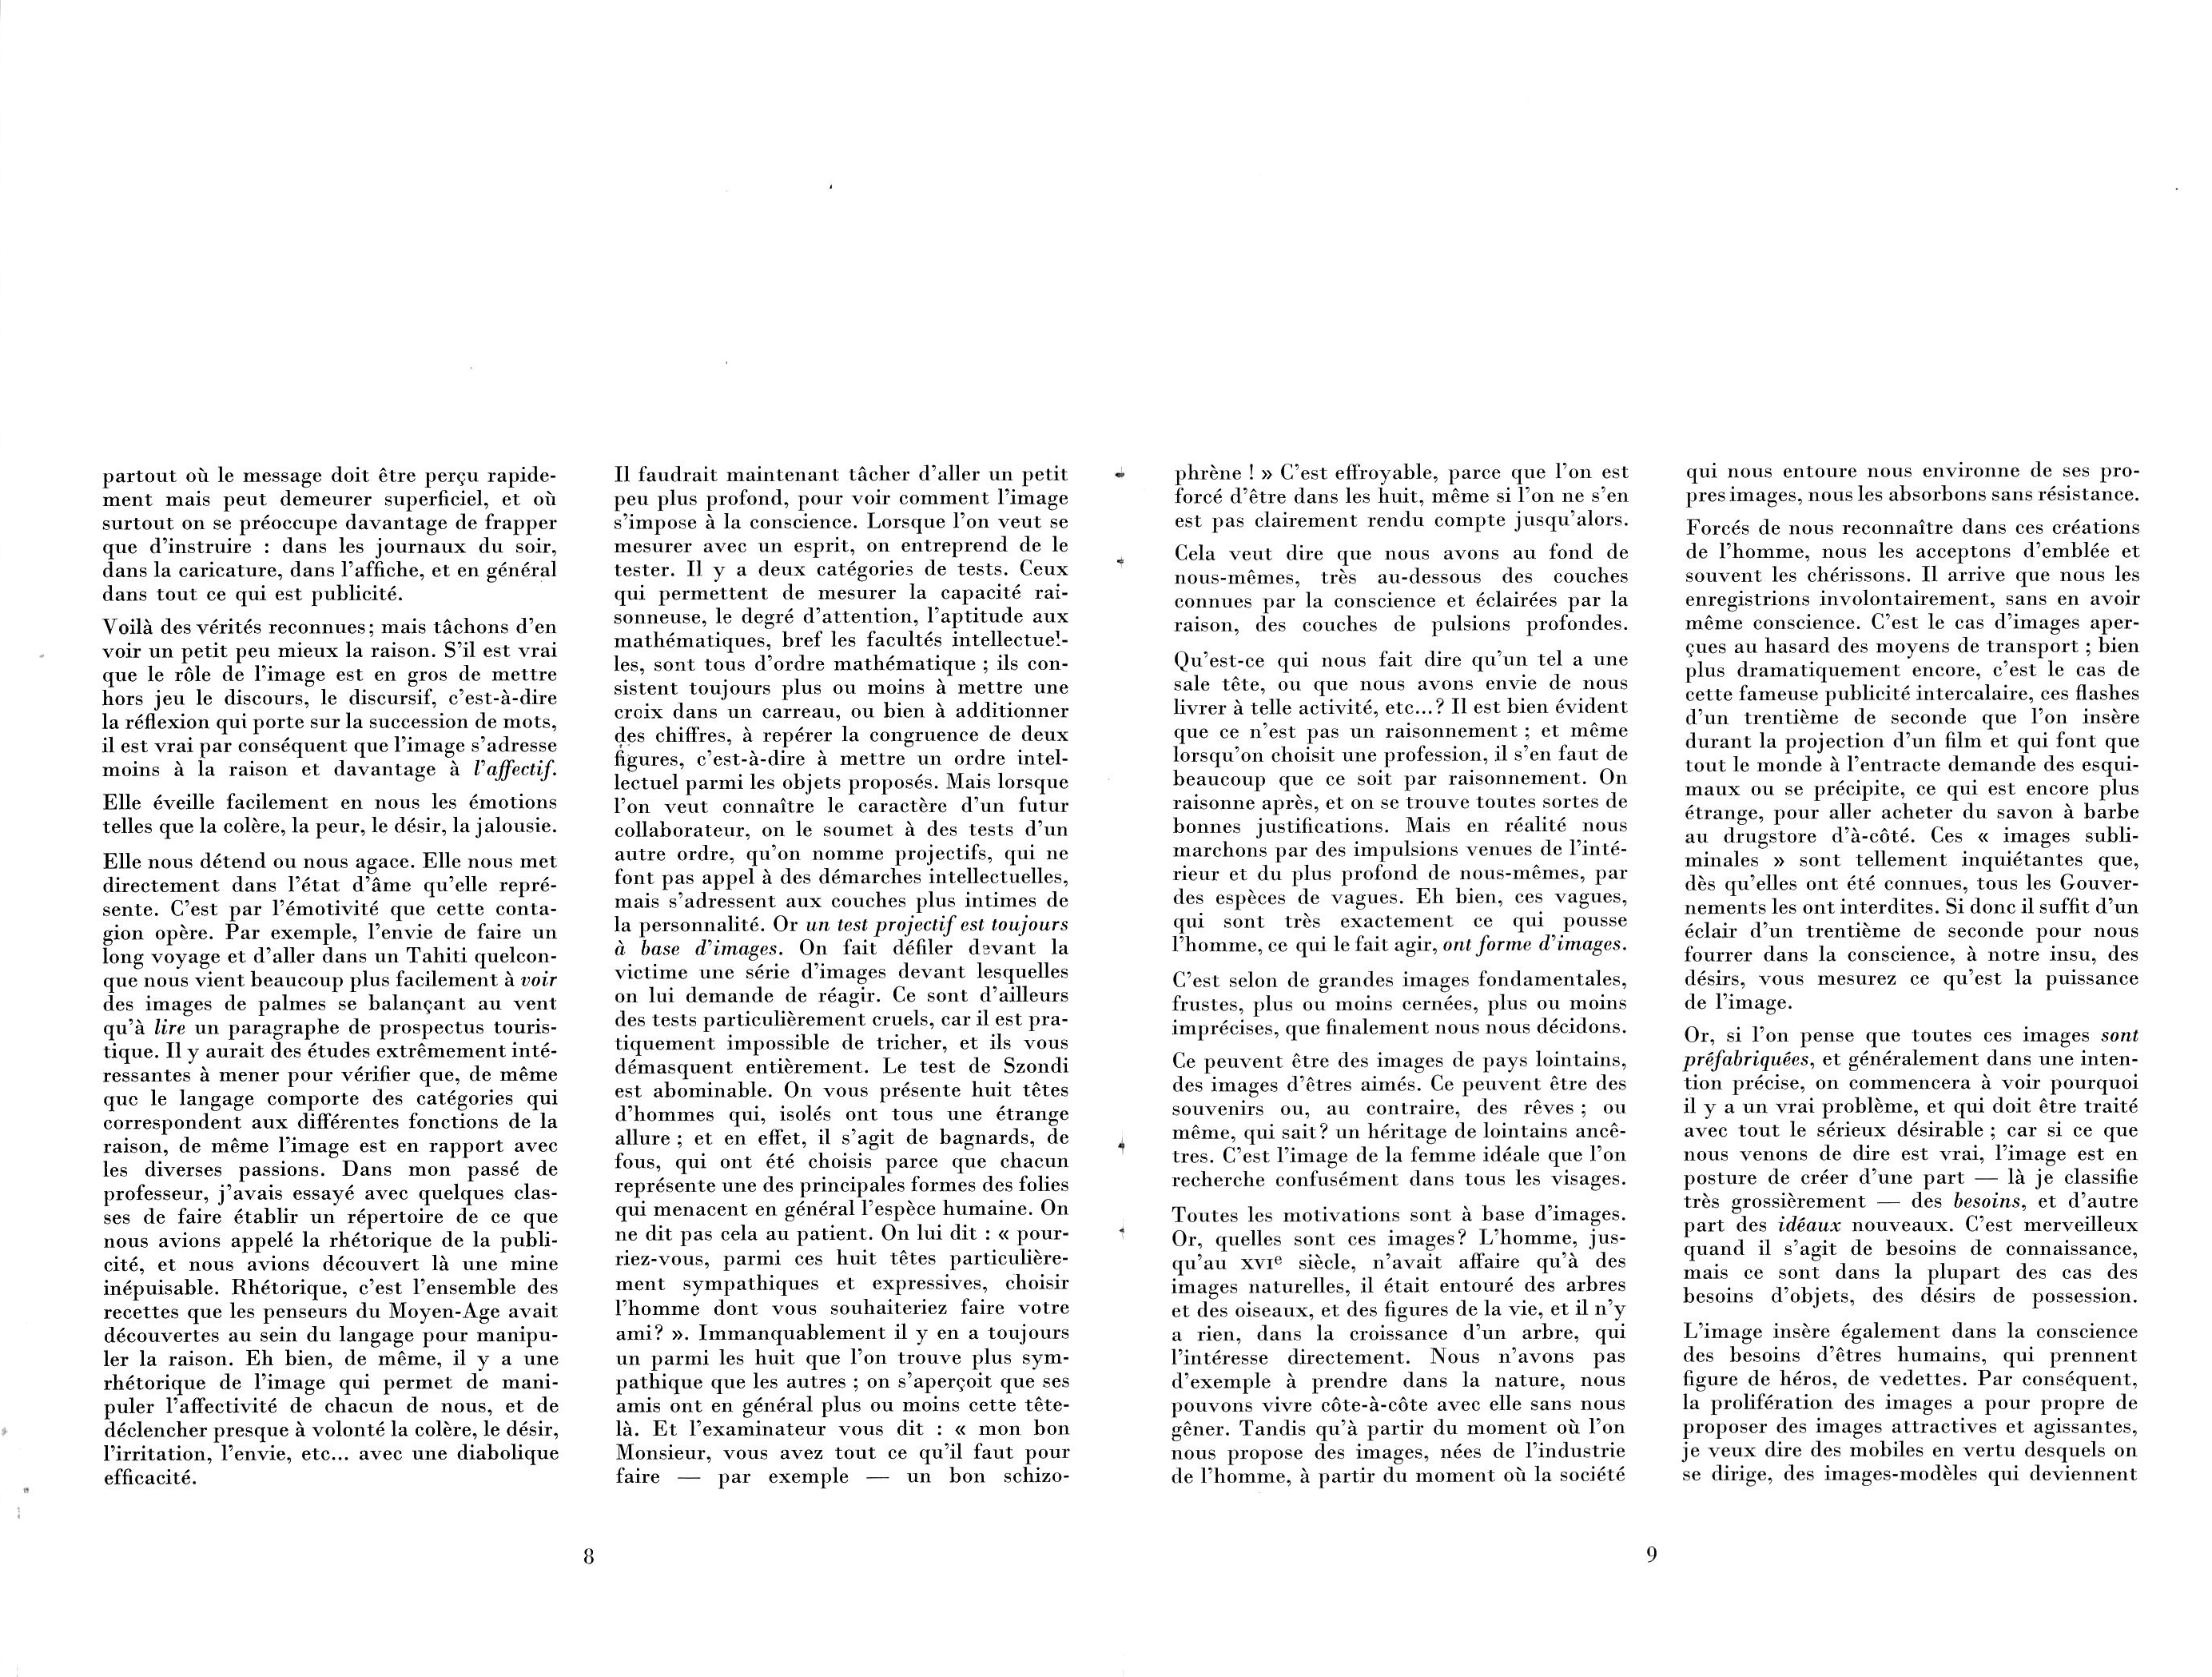 partout où le message doit être perçu rapide-
ment mais peut demeurer superficiel, et où
surtout on se préoccupe davantage de frapper
que d'instruire : dans les journaux du soir,
dans la caricature, dans l'affiche, et en général
dans tout ce qui est publicité.
Voilà des vérités reconnues; mais tâchons d'en
voir un petit peu mieux la raison. S'il est vrai
que le rôle de l'image est en gros de mettre
hors jeu le discours, le discursif, c'est-à-dire
la réflexion qui porte sur la succession de mots,
il est vrai par conséquent que l'image s'adresse
moins à la raison et davantage à l'affectif.
Elle éveille facilement en nous les émotions
telles que la colère, la peur, le désir, la jalousie.
Elle nous détend ou nous agace. Elle nous met
directement dans l'état d'âme qu'elle repré-
sente. C'est par l'émotivité que cette conta-
gion opère. Par exemple, l'envie de faire un
long voyage et d'aller dans un Tahiti quelcon-
que nous vient beaucoup plus facilement à voir
des images de palmes se balançant au vent
qu'à lire un paragraphe de prospectus touris-
tique. Il y aurait des études extrêmement inté-
ressantes à mener pour vérifier que, de même
que le langage comporte des catégories qui
correspondent aux différentes fonctions de la
raison, de même l'image est en rapport avec
les diverses passions. Dans mon passé de
professeur, j'avais essayé avec quelques clas-
ses de faire établir un répertoire de ce que
nous avions appelé la rhétorique de la publi-
cité, et nous avions découvert là une mine
inépuisable. Rhétorique, c'est l'ensemble des
recettes que les penseurs du Moyen-Age avait
découvertes au sein du langage pour manipu-
ler la raison. Eh bien, de même, il y a une
rhétorique de l'image qui permet de mani-
puler l'affectivité de chacun de nous, et de
déclencher presque à volonté la colère, le désir,
l'irritation, l'envie, etc... avec une diabolique
efficacité.
Il faudrait maintenant tâcher d'aller un petit
peu plus profond, pour voir comment l'image
s'impose à la conscience. Lorsque l'on veut se
mesurer avec un esprit, on entreprend de le
tester. Il y a deux catégories de tests. Ceux
qui permettent de mesurer la capacité rai-
sonneuse, le degré d'attention, l'aptitude aux
mathématiques, bref les facultés intellectuel-
les, sont tous d'ordre mathématique ; ils con-
sistent toujours plus ou moins à mettre une
croix dans un carreau, ou bien à additionner
des chiffres, à repérer la congruence de deux
figures, c'est-à-dire à mettre un ordre intel-
lectuel parmi les objets proposés. Mais lorsque
l'on veut connaître le caractère d'un futur
collaborateur, on le soumet à des tests d'un
autre ordre, qu'on nomme projectifs, qui ne
font pas appel à des démarches intellectuelles,
mais s'adressent aux couches plus intimes de
la personnalité. Or un test projectif est toujours
à base d'images. On fait défiler devant la
victime une série d'images devant lesquelles
on lui demande de réagir. Ce sont d'ailleurs
des tests particulièrement cruels, car il est pra-
tiquement impossible de tricher, et ils vous
démasquent entièrement. Le test de Szondi
est abominable. On vous présente huit têtes
d'hommes qui, isolés ont tous une étrange
allure ; et en effet, il s'agit de bagnards, de
fous, qui ont été choisis parce que chacun
représente une des principales formes des folies
qui menacent en général l'espèce humaine. On
ne dit pas cela au patient. On lui dit : « pour-
riez-vous, parmi ces huit têtes particulière-
ment sympathiques et expressives, choisir
l'homme dont vous souhaiteriez faire votre
ami? ». Immanquablement il y en a toujours
un parmi les huit que l'on trouve plus sym-
pathique que les autres ; on s'aperçoit que ses
amis ont en général plus ou moins cette tête-
là. Et l'examinateur vous dit : « mon bon
Monsieur, vous avez tout ce qu'il faut pour
faire — par exemple — un bon schizo-
8
phrène ! » C'est effroyable, parce que l'on est
forcé d'être dans les huit, même si l'on ne s'en
est pas clairement rendu compte jusqu'alors.
Cela veut dire que nous avons au fond de
nous-mêmes, très au-dessous des couches
connues par la conscience et éclairées par la
raison, des couches de pulsions profondes.
Qu'est-ce qui nous fait dire qu'un tel a une
sale tête, ou que nous avons envie de nous
livrer à telle activité, etc...? Il est bien évident
que ce n'est pas un raisonnement ; et même
lorsqu'on choisit une profession, il s'en faut de
beaucoup que ce soit par raisonnement. On
raisonne après, et on se trouve toutes sortes de
bonnes justifications. Mais en réalité nous
marchons par des impulsions venues de l'inté-
rieur et du plus profond de nous-mêmes, par
des espèces de vagues. Eh bien, ces vagues,
qui sont très exactement ce qui pousse
l'homme, ce qui le fait agir, ont forme d'images.
C'est selon de grandes images fondamentales,
frustes, plus ou moins cernées, plus ou moins
imprécises, que finalement nous nous décidons.
Ce peuvent être des images de pays lointains,
des images d'êtres aimés. Ce peuvent être des
souvenirs ou, au contraire, des rêves ; ou
même, qui sait? un héritage de lointains ancê-
tres. C'est l'image de la femme idéale que l'on
recherche confusément dans tous les visages.
Toutes les motivations sont à base d'images.
Or, quelles sont ces images? L'homme, jus-
qu'au XVIe siècle, n'avait affaire qu'à des
images naturelles, il était entouré des arbres
et des oiseaux, et des figures de la vie, et il n'y
a rien, dans la croissance d'un arbre, qui
l'intéresse directement. Nous n'avons pas
d'exemple à prendre dans la nature, nous
pouvons vivre côte-à-côte avec elle sans nous
gêner. Tandis qu'à partir du moment où l'on
nous propose des images, nées de l'industrie
de l'homme, à partir du moment où la société
qui nous entoure nous environne de ses pro-
pres images, nous les absorbons sans résistance.
Forcés de nous reconnaître dans ces créations
de l'homme, nous les acceptons d'emblée et
souvent les chérissons. Il arrive que nous les
enregistrions involontairement, sans en avoir
même conscience. C'est le cas d'images aper-
çues au hasard des moyens de transport ; bien
plus dramatiquement encore, c'est le cas de
cette fameuse publicité intercalaire, ces flashes
d'un trentième de seconde que l'on insère
durant la projection d'un film et qui font que
tout le monde à l'entracte demande des esqui-
maux ou se précipite, ce qui est encore plus
étrange, pour aller acheter du savon à barbe
au drugstore d'à-côté. Ces « images subli-
minales » sont tellement inquiétantes que,
dès qu'elles ont été connues, tous les Gouver-
nements les ont interdites. Si donc il suffit d'un
éclair d'un trentième de seconde pour nous
fourrer dans la conscience, à notre insu, des
désirs, vous mesurez ce qu'est la puissance
de l'image.
Or, si l'on pense que toutes ces images sont
préfabriquées, et généralement dans une inten-
tion précise, on commencera à voir pourquoi
il y a un vrai problème, et qui doit être traité
avec tout le sérieux désirable ; car si ce que
nous venons de dire est vrai, l'image est en
posture de créer d'une part — là je classifie
très grossièrement — des besoins, et d'autre
part des idéaux nouveaux. C'est merveilleux
quand il s'agit de besoins de connaissance,
mais ce sont dans la plupart des cas des
besoins d'objets, des désirs de possession.
L'image insère également dans la conscience
des besoins d'êtres humains, qui prennent
figure de héros, de vedettes. Par conséquent,
la prolifération des images a pour propre de
proposer des images attractives et agissantes,
je veux dire des mobiles en vertu desquels on
se dirige, des images-modèles qui deviennent
9